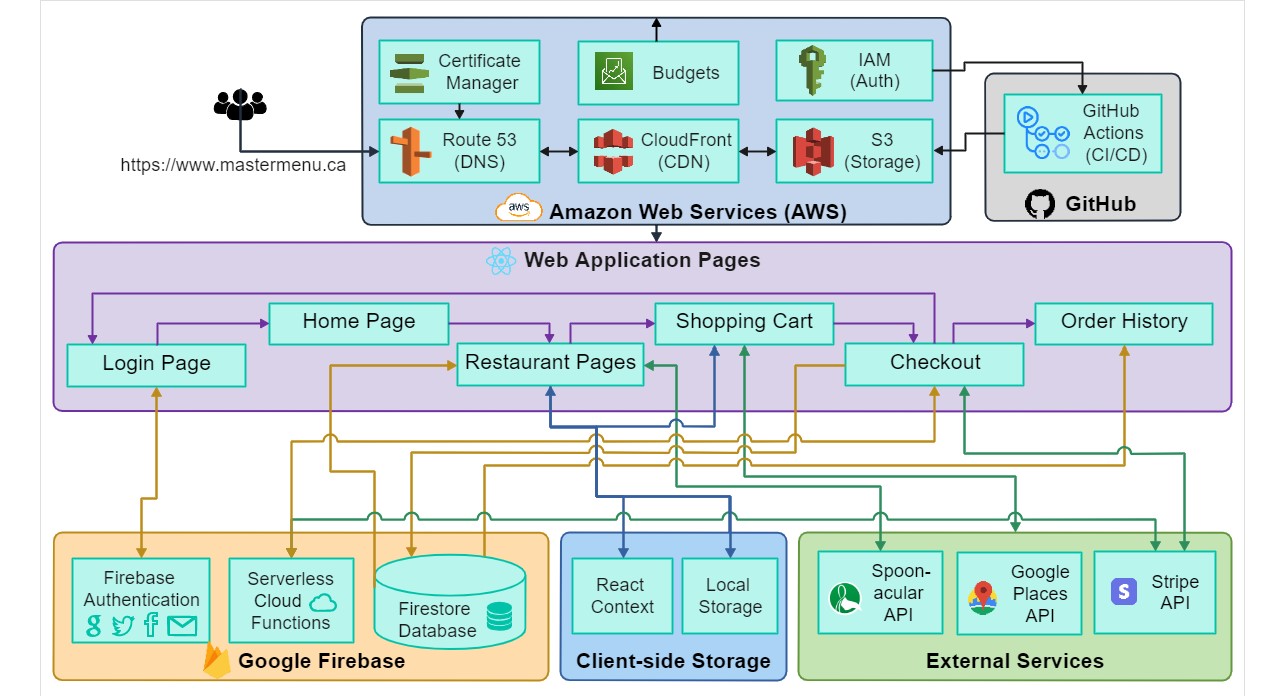 Certificate
Manager
Budgets
IAM
(Auth)
GitHub
Actions
(CI/CD)
Route 53
(DNS)
CloudFront
(CDN)
S3
(Storage)
https://www.mastermenu.ca
aws
Amazon Web Services (AWS)
GitHub
Web Application Pages
Home Page
Shopping Cart
Order History
Login Page
Restaurant Pages
Checkout
Firebase
Authentication
g f
Serverless
Cloud
Functions
Firestore
Database
React
Context
Local
Storage
Spoon-
acular
API
Google
Places
API
S
Stripe
API
Google Firebase
Client-side Storage
External Services